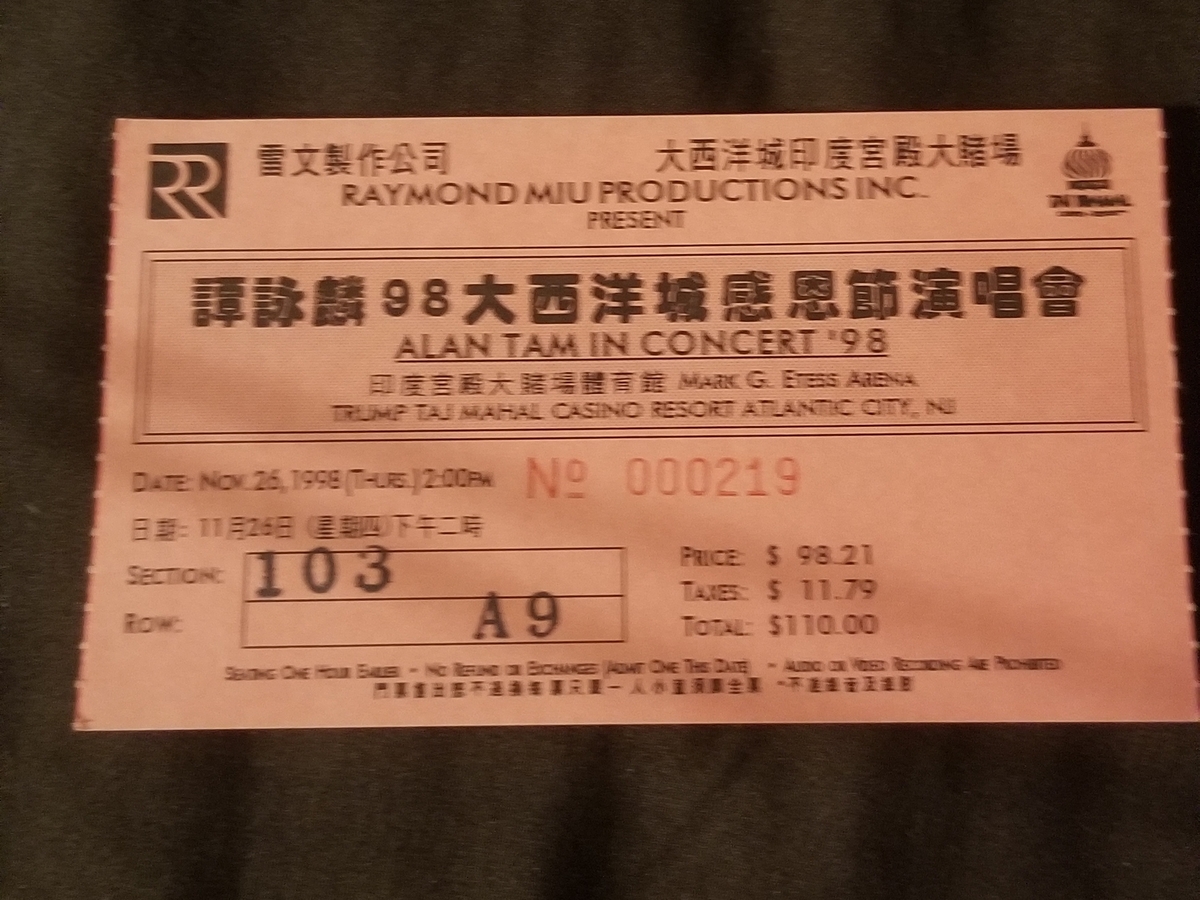 RR 雷文製作公司 大西洋城印度宮殿大賭場
RAYMOND MIU PRODUCTIONS INC.
PRESENT
TAJ MAHAL
譚詠麟98大西洋城感恩節演唱會
ALAN TAM IN CONCERT '98
印度宮殿大賭場體育館 MARK G. ETESS ARENA
TRUMP TAJ MAHAL CASINO RESORT ATLANTIC CITY, NJ
DATE: NOV. 26, 1998 (THURS.) 2:00PM Nº 000219
日期: 11月26日 (星期四)下午二時
SECTION: 103
ROW: A9
PRICE: $ 98.21
TAXES: $ 11.79
TOTAL: $110.00
SEATING ONE HOUR EARLIER - NO REFUND OR EXCHANGES (ADMIT ONE THIS DATE) - AUDIO OR VIDEO RECORDING ARE PROHIBITED